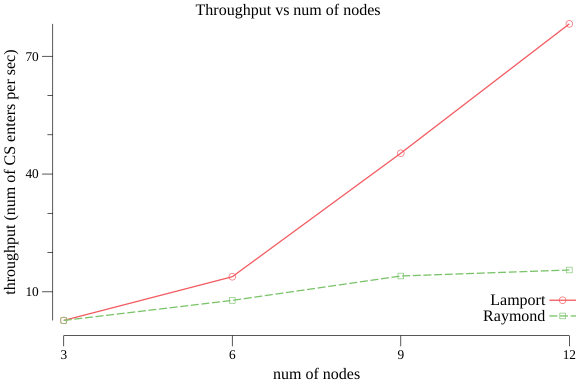 Throughput vs num of nodes
throughput (num of CS enters per sec)
70
40
10
Lamport
Raymond
3 6 9 12
num of nodes